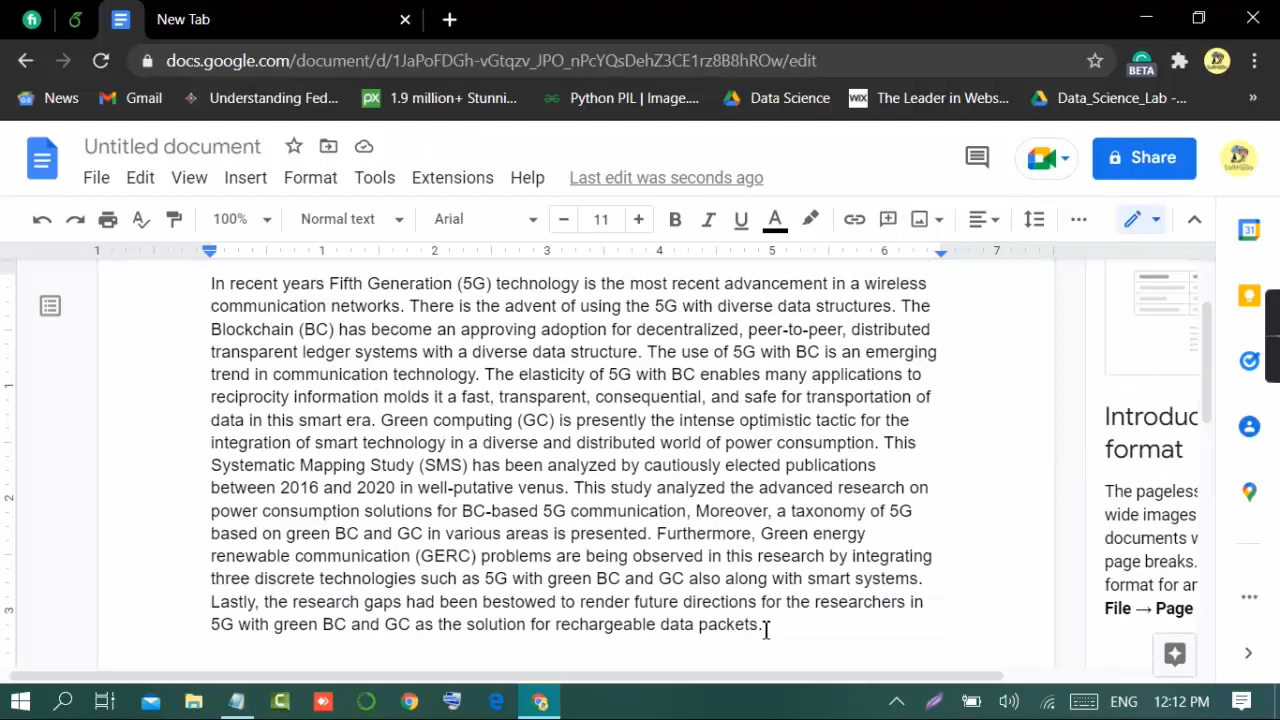 New Tab
docs.google.com/document/d/1JaPoFDGh-vGtqzv_JPO_nPcYQsDehZ3CE1rz8B8hROw/edit
BETA
News Gmail Understanding Fed... 1.9 million+ Stunni... Python PIL | Image.... Data Science WIX The Leader in Webs... Data_Science_Lab -... »
Untitled document
Share
File Edit View Insert Format Tools Extensions Help Last edit was seconds ago
100% Normal text Arial 11 B I U A
1 1 2 3 4 5 6 7
31
In recent years Fifth Generation (5G) technology is the most recent advancement in a wireless
communication networks. There is the advent of using the 5G with diverse data structures. The
Blockchain (BC) has become an approving adoption for decentralized, peer-to-peer, distributed
transparent ledger systems with a diverse data structure. The use of 5G with BC is an emerging
trend in communication technology. The elasticity of 5G with BC enables many applications to
reciprocity information molds it a fast, transparent, consequential, and safe for transportation of
data in this smart era. Green computing (GC) is presently the intense optimistic tactic for the
integration of smart technology in a diverse and distributed world of power consumption. This
Systematic Mapping Study (SMS) has been analyzed by cautiously elected publications
between 2016 and 2020 in well-putative venus. This study analyzed the advanced research on
power consumption solutions for BC-based 5G communication, Moreover, a taxonomy of 5G
based on green BC and GC in various areas is presented. Furthermore, Green energy
renewable communication (GERC) problems are being observed in this research by integrating
three discrete technologies such as 5G with green BC and GC also along with smart systems.
Lastly, the research gaps had been bestowed to render future directions for the researchers in
5G with green BC and GC as the solution for rechargeable data packets.
1
2
3
Introduc
format
The pageless
wide images
documents w
page breaks.
format for an
File → Page
ENG 12:12 PM